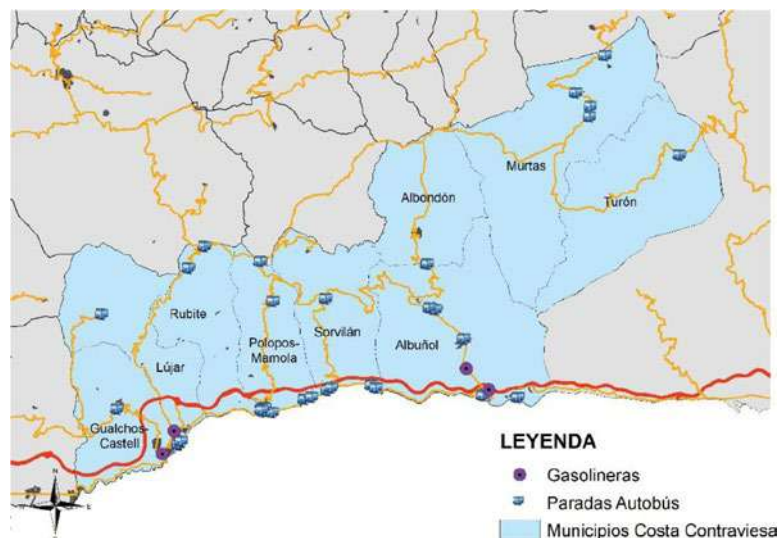 Murtas
Albondón
Turón
Rubite
Polopos-
Mamola
Sorvilán
Albuñol
Lújar
Gualchos-
Castell
N
E
LEYENDA
Gasolineras
Paradas Autobús
Municipios Costa Contraviesa